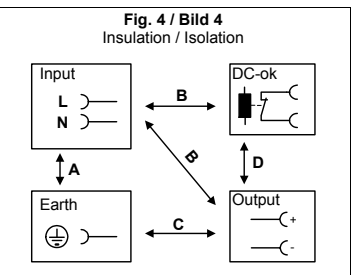 Fig. 4 / Bild 4
Insulation / Isolation
Input
L
N
B
DC-ok
A
B
D
Earth
C
Output
+
-